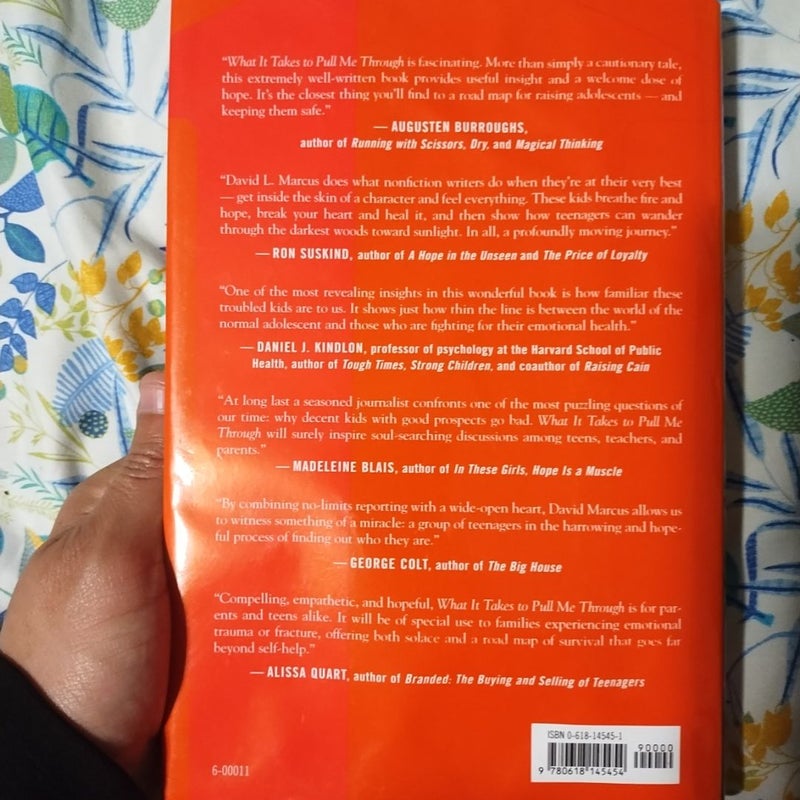 “What It Takes to Pull Me Through is fascinating. More than simply a cautionary tale,
this extremely well-written book provides useful insight and a welcome dose of
hope. It’s the closest thing you’ll find to a road map for raising adolescents — and
keeping them safe.”
— AUGUSTEN BURROUGHS,
author of Running with Scissors, Dry, and Magical Thinking
“David L. Marcus does what nonfiction writers do when they’re at their very best
— get inside the skin of a character and feel everything. These kids breathe fire and
hope, break your heart and heal it, and then show how teenagers can wander
through the darkest woods toward sunlight. In all, a profoundly moving journey.”
— RON SUSKIND, author of A Hope in the Unseen and The Price of Loyalty
“One of the most revealing insights in this wonderful book is how familiar these
troubled kids are to us. It shows just how thin the line is between the world of the
normal adolescent and those who are fighting for their emotional health.”
— DANIEL J. KINDLON, professor of psychology at the Harvard School of Public
Health, author of Tough Times, Strong Children, and coauthor of Raising Cain
“At long last a seasoned journalist confronts one of the most puzzling questions of
our time: why decent kids with good prospects go bad. What It Takes to Pull Me
Through will surely inspire soul-searching discussions among teens, teachers, and
parents.”
— MADELEINE BLAIS, author of In These Girls, Hope Is a Muscle
“By combining no-limits reporting with a wide-open heart, David Marcus allows us
to witness something of a miracle: a group of teenagers in the harrowing and hope-
ful process of finding out who they are.”
— GEORGE COLT, author of The Big House
“Compelling, empathetic, and hopeful, What It Takes to Pull Me Through is for par-
ents and teens alike. It will be of special use to families experiencing emotional
trauma or fracture, offering both solace and a road map of survival that goes far
beyond self-help.”
— ALISSA QUART, author of Branded: The Buying and Selling of Teenagers
ISBN 0-618-14545-1
90000
9 780618 145454
6-00011